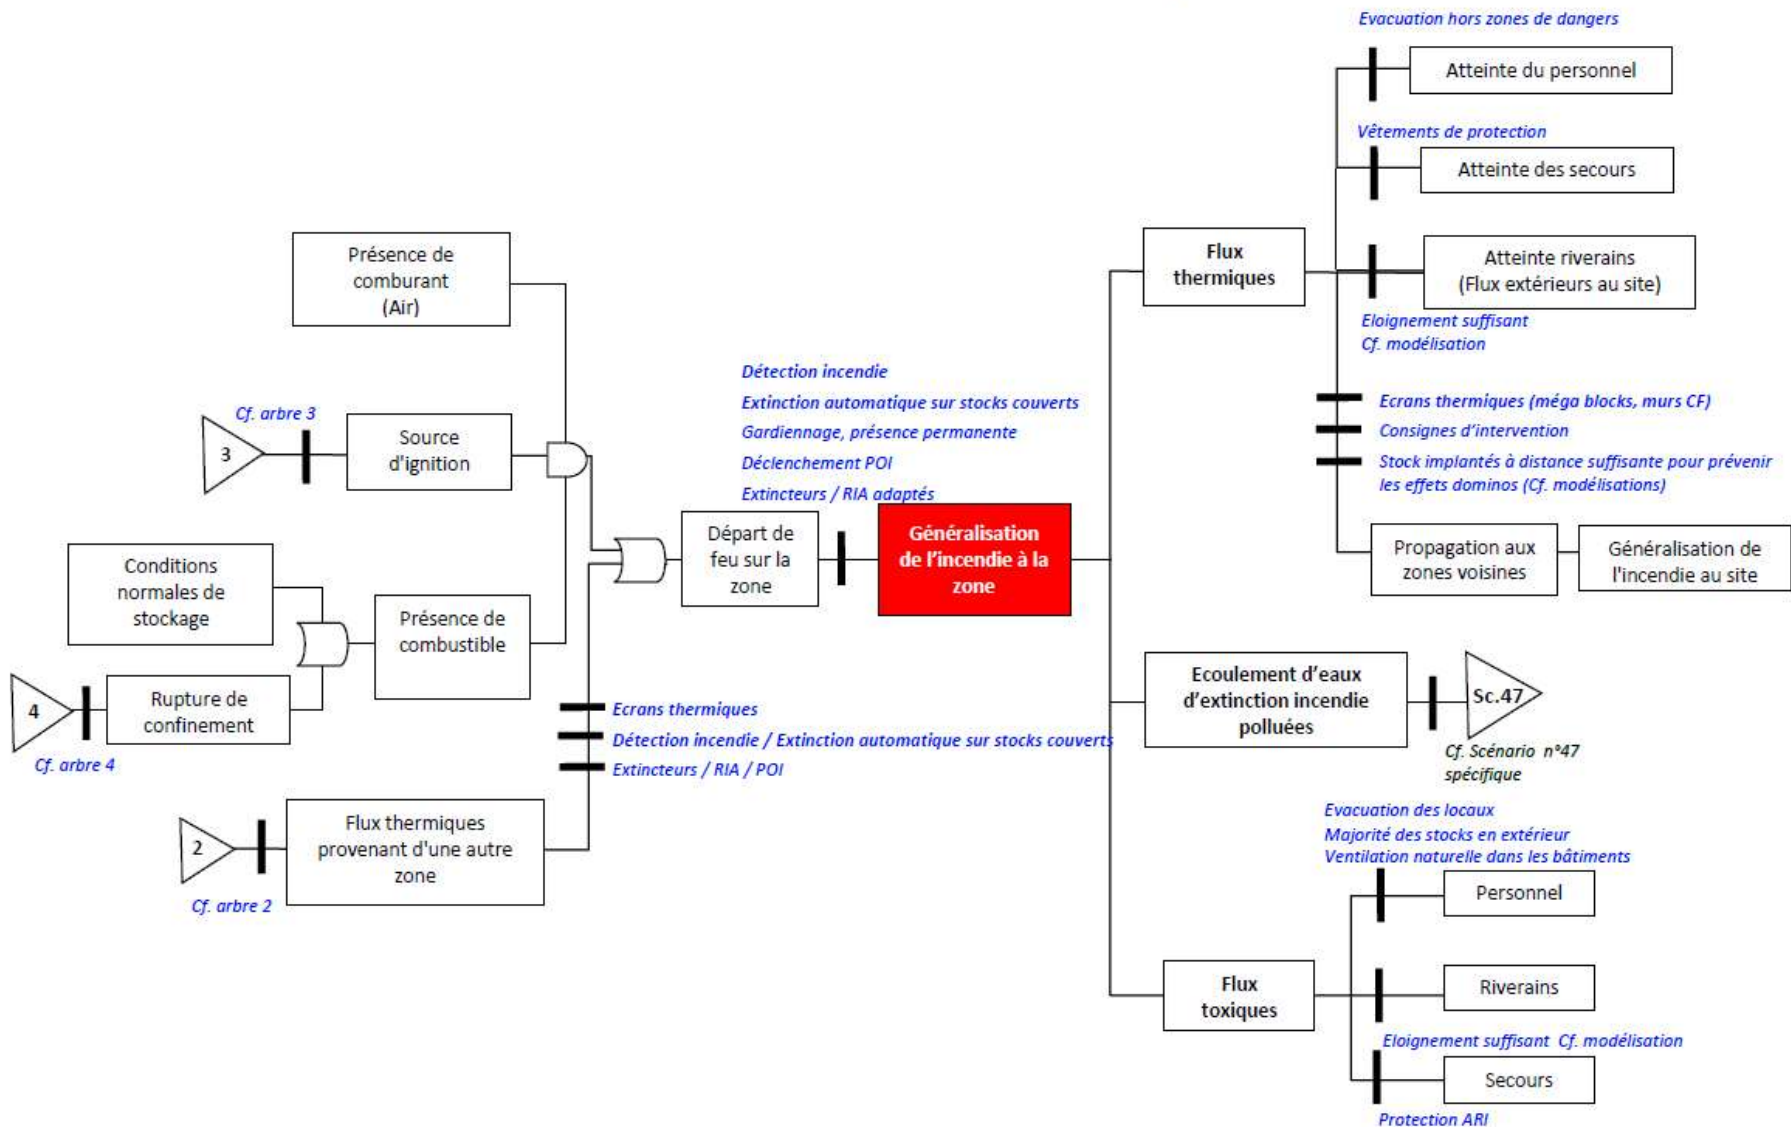 Evacuation hors zones de dangers
Atteinte du personnel
Vêtements de protection
Atteinte des secours
Présence de
comburant
(Air)
Flux
thermiques
Atteinte riverains
(Flux extérieurs au site)
Eloignement suffisant
Cf. modélisation
Détection incendie
Extinction automatique sur stocks couverts
Gardiennage, présence permanente
Déclenchement POI
Extincteurs / RIA adaptés
Ecrans thermiques (méga blocks, murs CF)
Consignes d'intervention
Stock implantés à distance suffisante pour prévenir
les effets dominos (Cf. modélisations)
Cf. arbre 3
3
Source
d'ignition
Départ de
feu sur la
zone
Généralisation
de l'incendie à la
zone
Propagation aux
zones voisines
Généralisation de
l'incendie au site
Conditions
normales de
stockage
Présence de
combustible
4
Rupture de
confinement
Cf. arbre 4
Ecrans thermiques
Détection incendie / Extinction automatique sur stocks couverts
Extincteurs / RIA / POI
Ecoulement d'eaux
d'extinction incendie
polluées
Sc.47
Cf. Scénario n°47
spécifique
2
Flux thermiques
provenant d'une autre
zone
Cf. arbre 2
Evacuation des locaux
Majorité des stocks en extérieur
Ventilation naturelle dans les bâtiments
Personnel
Flux
toxiques
Riverains
Eloignement suffisant Cf. modélisation
Secours
Protection ARI